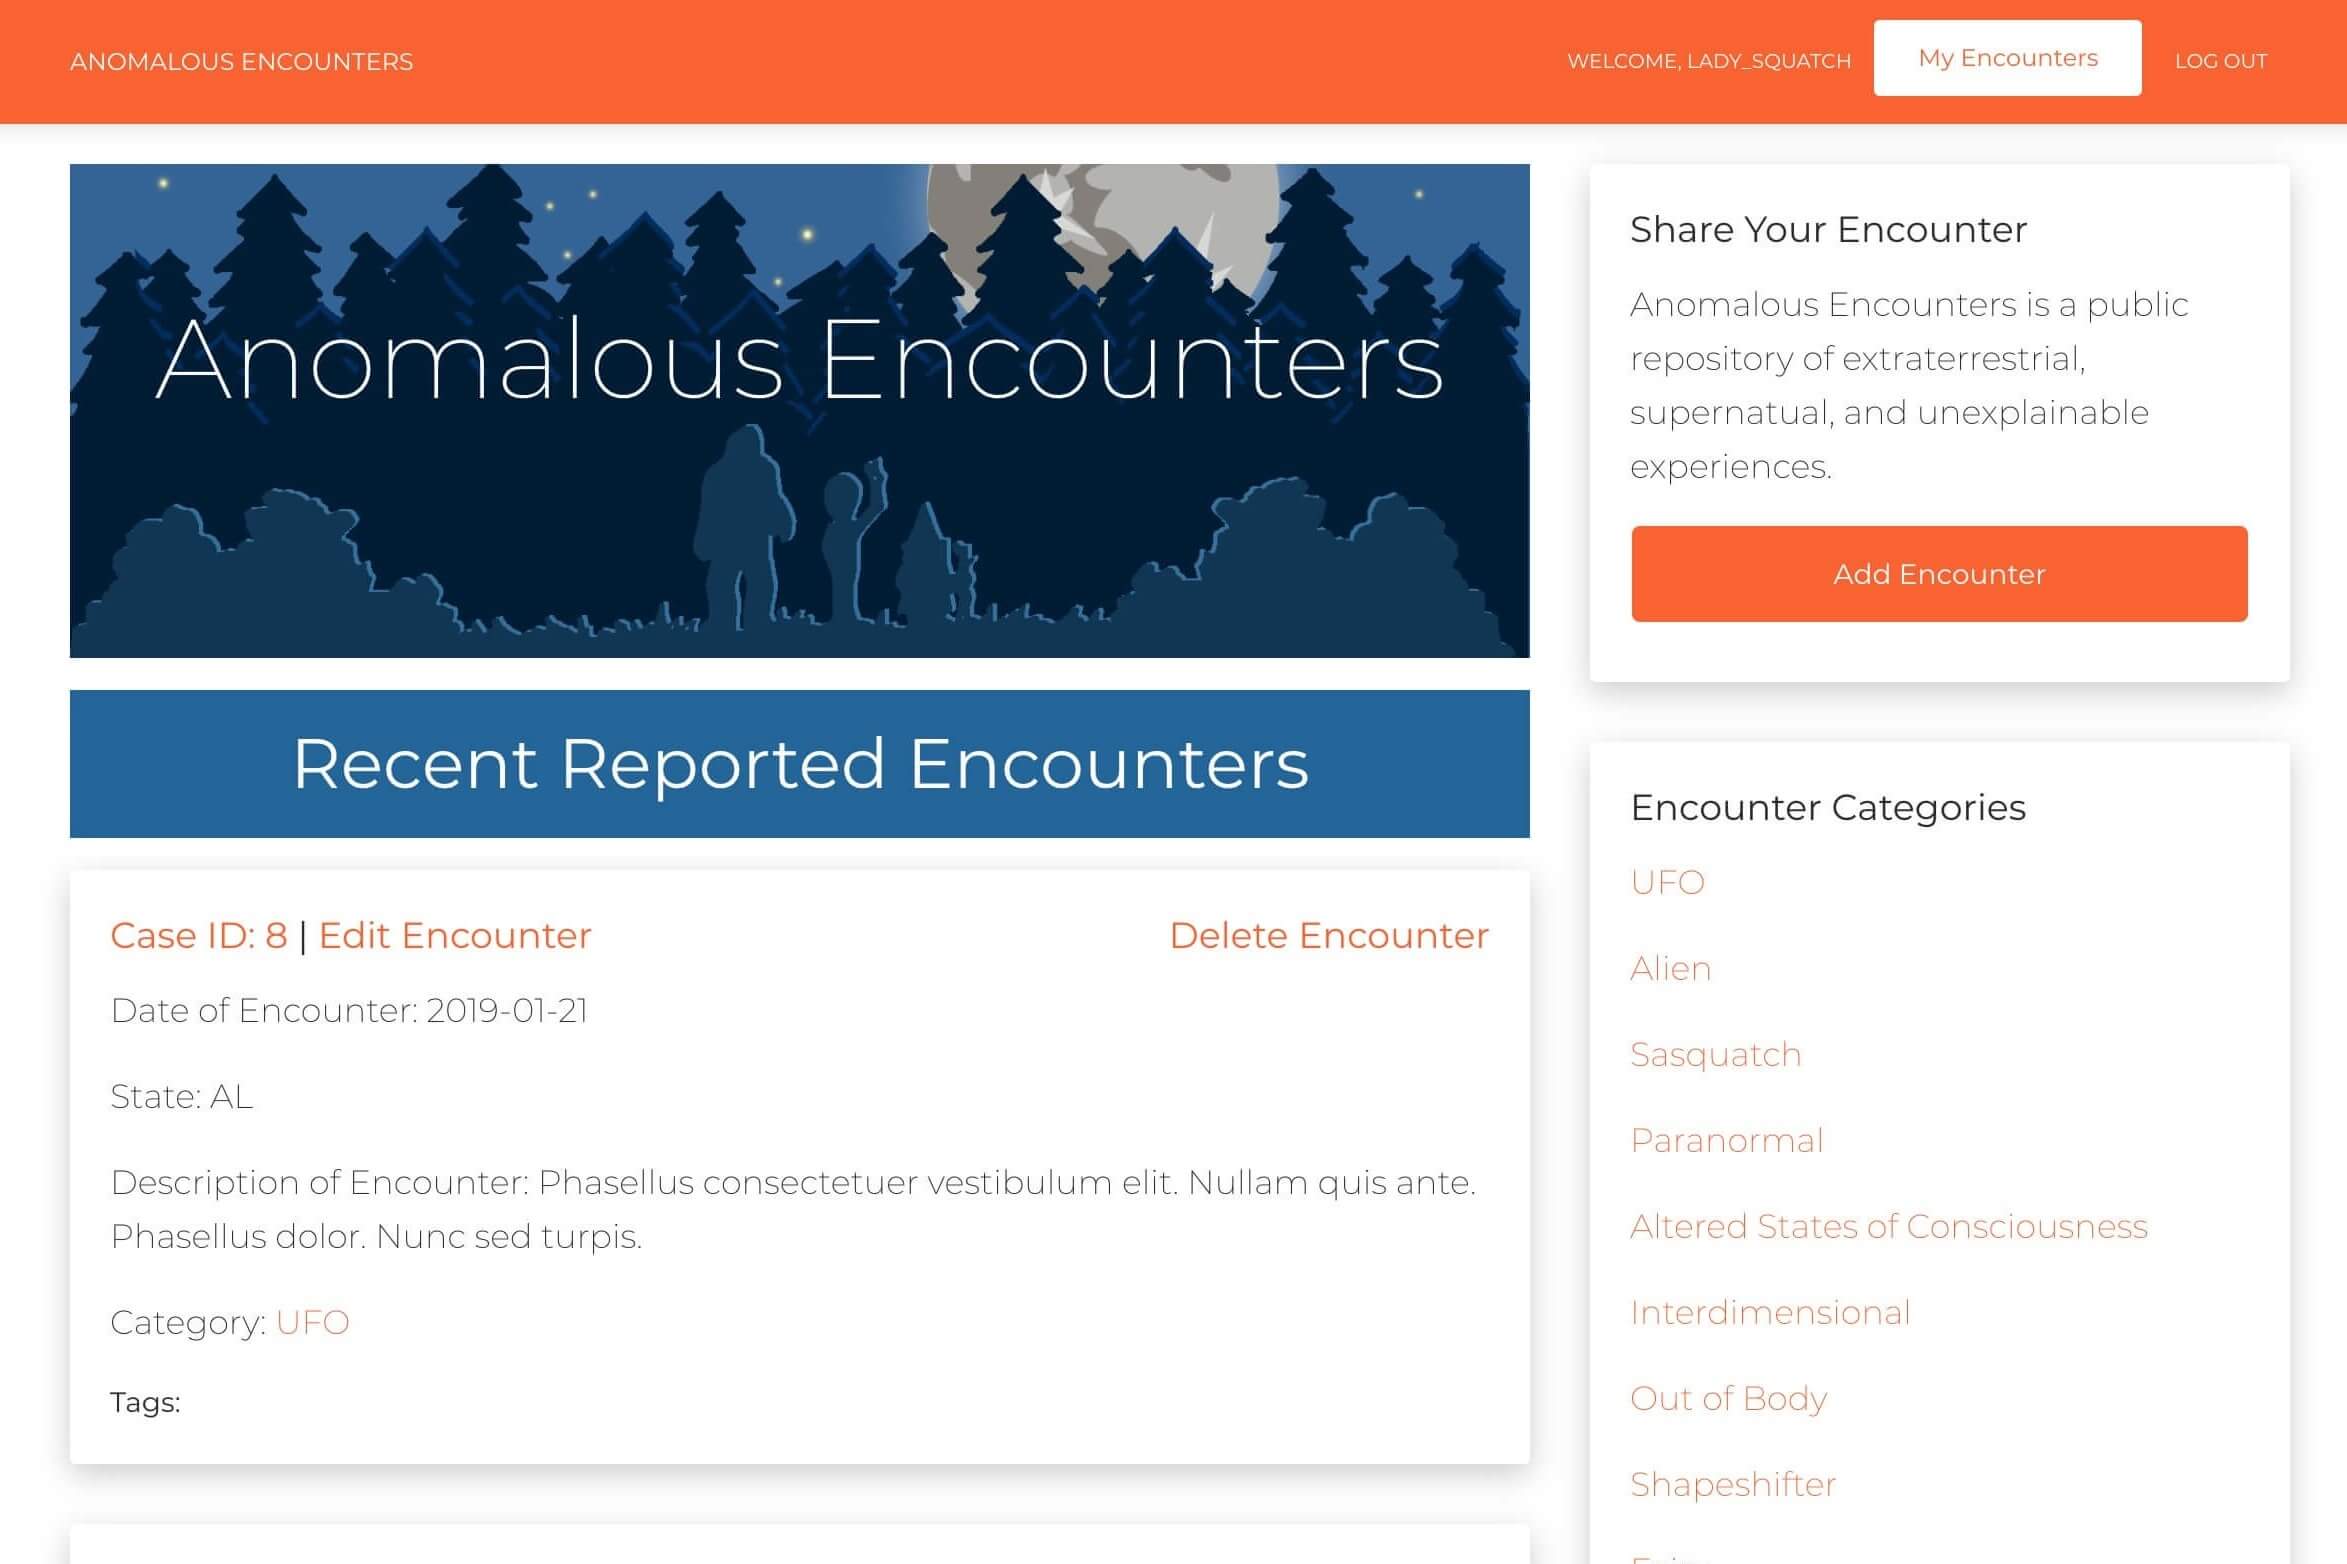 ANOMALOUS ENCOUNTERS
WELCOME, LADY_SQUATCH
My Encounters
LOG OUT
Anomalous Encounters
Recent Reported Encounters
Case ID: 8 | Edit Encounter
Delete Encounter
Date of Encounter: 2019-01-21
State: AL
Description of Encounter: Phasellus consectetuer vestibulum elit. Nullam quis ante.
Phasellus dolor. Nunc sed turpis.
Category: UFO
Tags:
Share Your Encounter
Anomalous Encounters is a public
repository of extraterrestrial,
supernatual, and unexplainable
experiences.
Add Encounter
Encounter Categories
UFO
Alien
Sasquatch
Paranormal
Altered States of Consciousness
Interdimensional
Out of Body
Shapeshifter